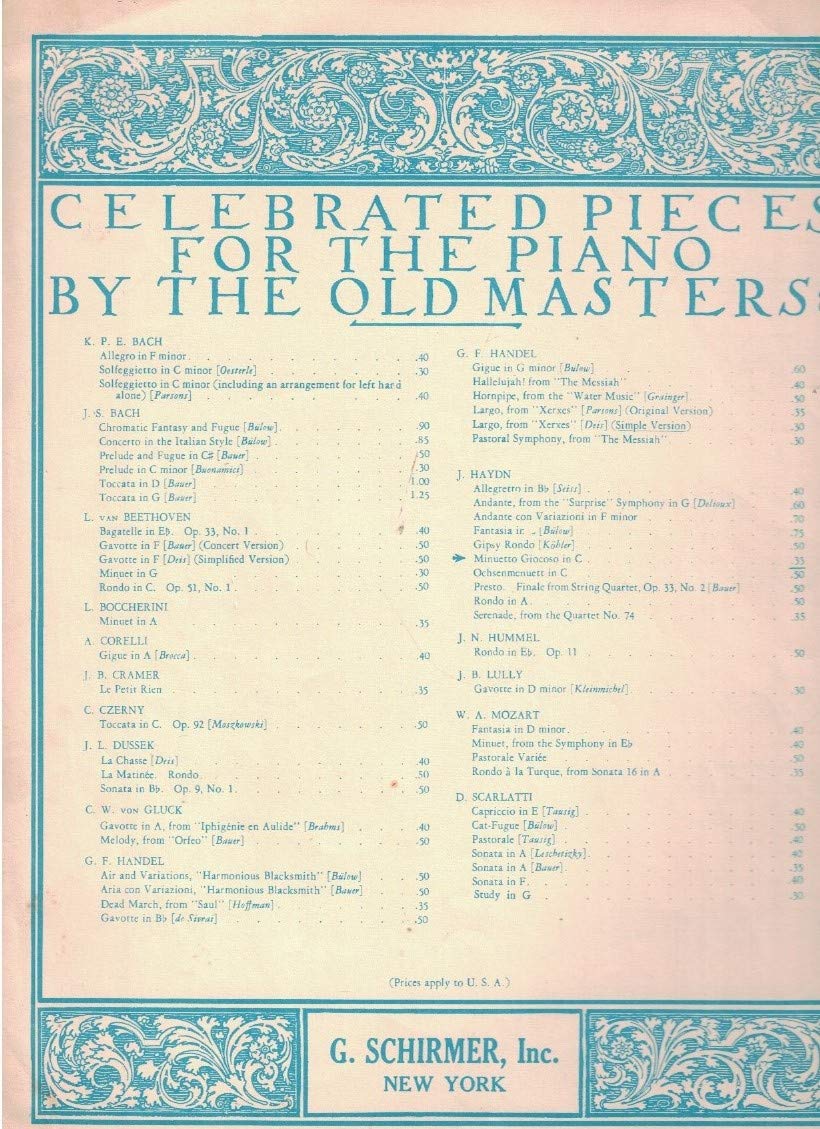 CELEBRATED PIECES
FOR THE PIANO
BY THE OLD MASTERS
K. P. E. BACH
Allegro in F minor .40
Solfeggietto in C minor [Oesterle] .30
Solfeggietto in C minor (including an arrangement for left hand
alone) [Parsons] .40
J. S. BACH
Chromatic Fantasy and Fugue [Bülow] .90
Concerto in the Italian Style [Bülow] .85
Prelude and Fugue in C♯ [Bauer] .50
Prelude in C minor [Buonamici] .30
Toccata in D [Bauer] 1.00
Toccata in G [Bauer] 1.25
L. VAN BEETHOVEN
Bagatelle in E♭. Op. 33, No. 1 .40
Gavotte in F [Bauer] (Concert Version) .50
Gavotte in F [Deis] (Simplified Version) .50
Minuet in G .30
Rondo in C. Op. 51, No. 1 .50
L. BOCCHERINI
Minuet in A .35
A. CORELLI
Gigue in A [Brocca] .40
J. B. CRAMER
Le Petit Rien .35
C. CZERNY
Toccata in C. Op. 92 [Moszkowski] .50
J. L. DUSSEK
La Chasse [Deis] .40
La Matinée. Rondo .50
Sonata in B♭. Op. 9, No. 1 .50
C. W. VON GLUCK
Gavotte in A, from "Iphigénie en Aulide" [Brahms] .40
Melody, from "Orfeo" [Bauer] .50
G. F. HANDEL
Air and Variations, "Harmonious Blacksmith" [Bülow] .50
Aria con Variazioni, "Harmonious Blacksmith" [Bauer] .50
Dead March, from "Saul" [Hoffman] .35
Gavotte in B♭ [de Sivrai] .50
G. F. HANDEL
Gigue in G minor [Bülow] .60
Hallelujah! from "The Messiah" .40
Hornpipe, from the "Water Music" [Grainger] .50
Largo, from "Xerxes" [Parsons] (Original Version) .35
Largo, from "Xerxes" [Deis] (Simple Version) .30
Pastoral Symphony, from "The Messiah" .30
J. HAYDN
Allegretto in B♭ [Seiss] .40
Andante, from the "Surprise" Symphony in G [Delioux] .60
Andante con Variazioni in F minor .70
Fantasia in [Bülow] .75
Gipsy Rondo [Köhler] .50
Minuetto Giocoso in C .35
Ochsenmenuett in C .50
Presto. Finale from String Quartet, Op. 33, No. 2 [Bauer] .50
Rondo in A .50
Serenade, from the Quartet No. 74 .35
J. N. HUMMEL
Rondo in E♭. Op. 11 .50
J. B. LULLY
Gavotte in D minor [Kleinmichel] .30
W. A. MOZART
Fantasia in D minor .40
Minuet, from the Symphony in E♭ .40
Pastorale Variée .50
Rondo à la Turque, from Sonata 16 in A .35
D. SCARLATTI
Capriccio in E [Tausig] .40
Cat-Fugue [Bülow] .50
Pastorale [Tausig] .40
Sonata in A [Leschetizky] .40
Sonata in A [Bauer] .35
Sonata in F .40
Study in G .30
(Prices apply to U. S. A.)
G. SCHIRMER, Inc.
NEW YORK